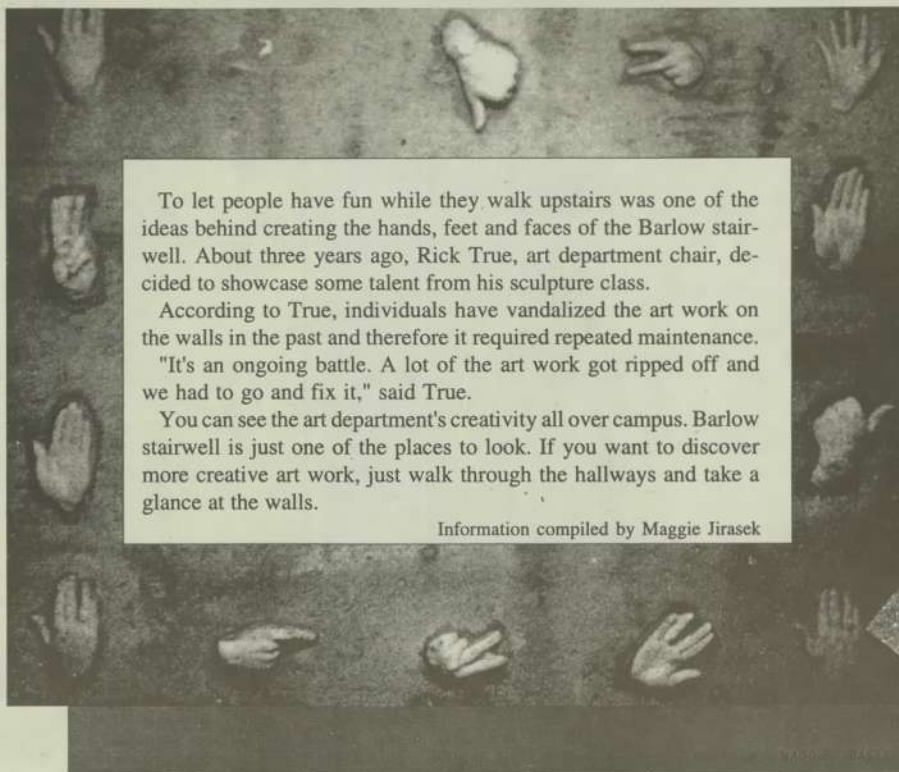 To let people have fun while they walk upstairs was one of the
ideas behind creating the hands, feet and faces of the Barlow stair-
well. About three years ago, Rick True, art department chair, de-
cided to showcase some talent from his sculpture class.
According to True, individuals have vandalized the art work on
the walls in the past and therefore it required repeated maintenance.
"It's an ongoing battle. A lot of the art work got ripped off and
we had to go and fix it," said True.
You can see the art department's creativity all over campus. Barlow
stairwell is just one of the places to look. If you want to discover
more creative art work, just walk through the hallways and take a
glance at the walls.
Information compiled by Maggie Jirasek